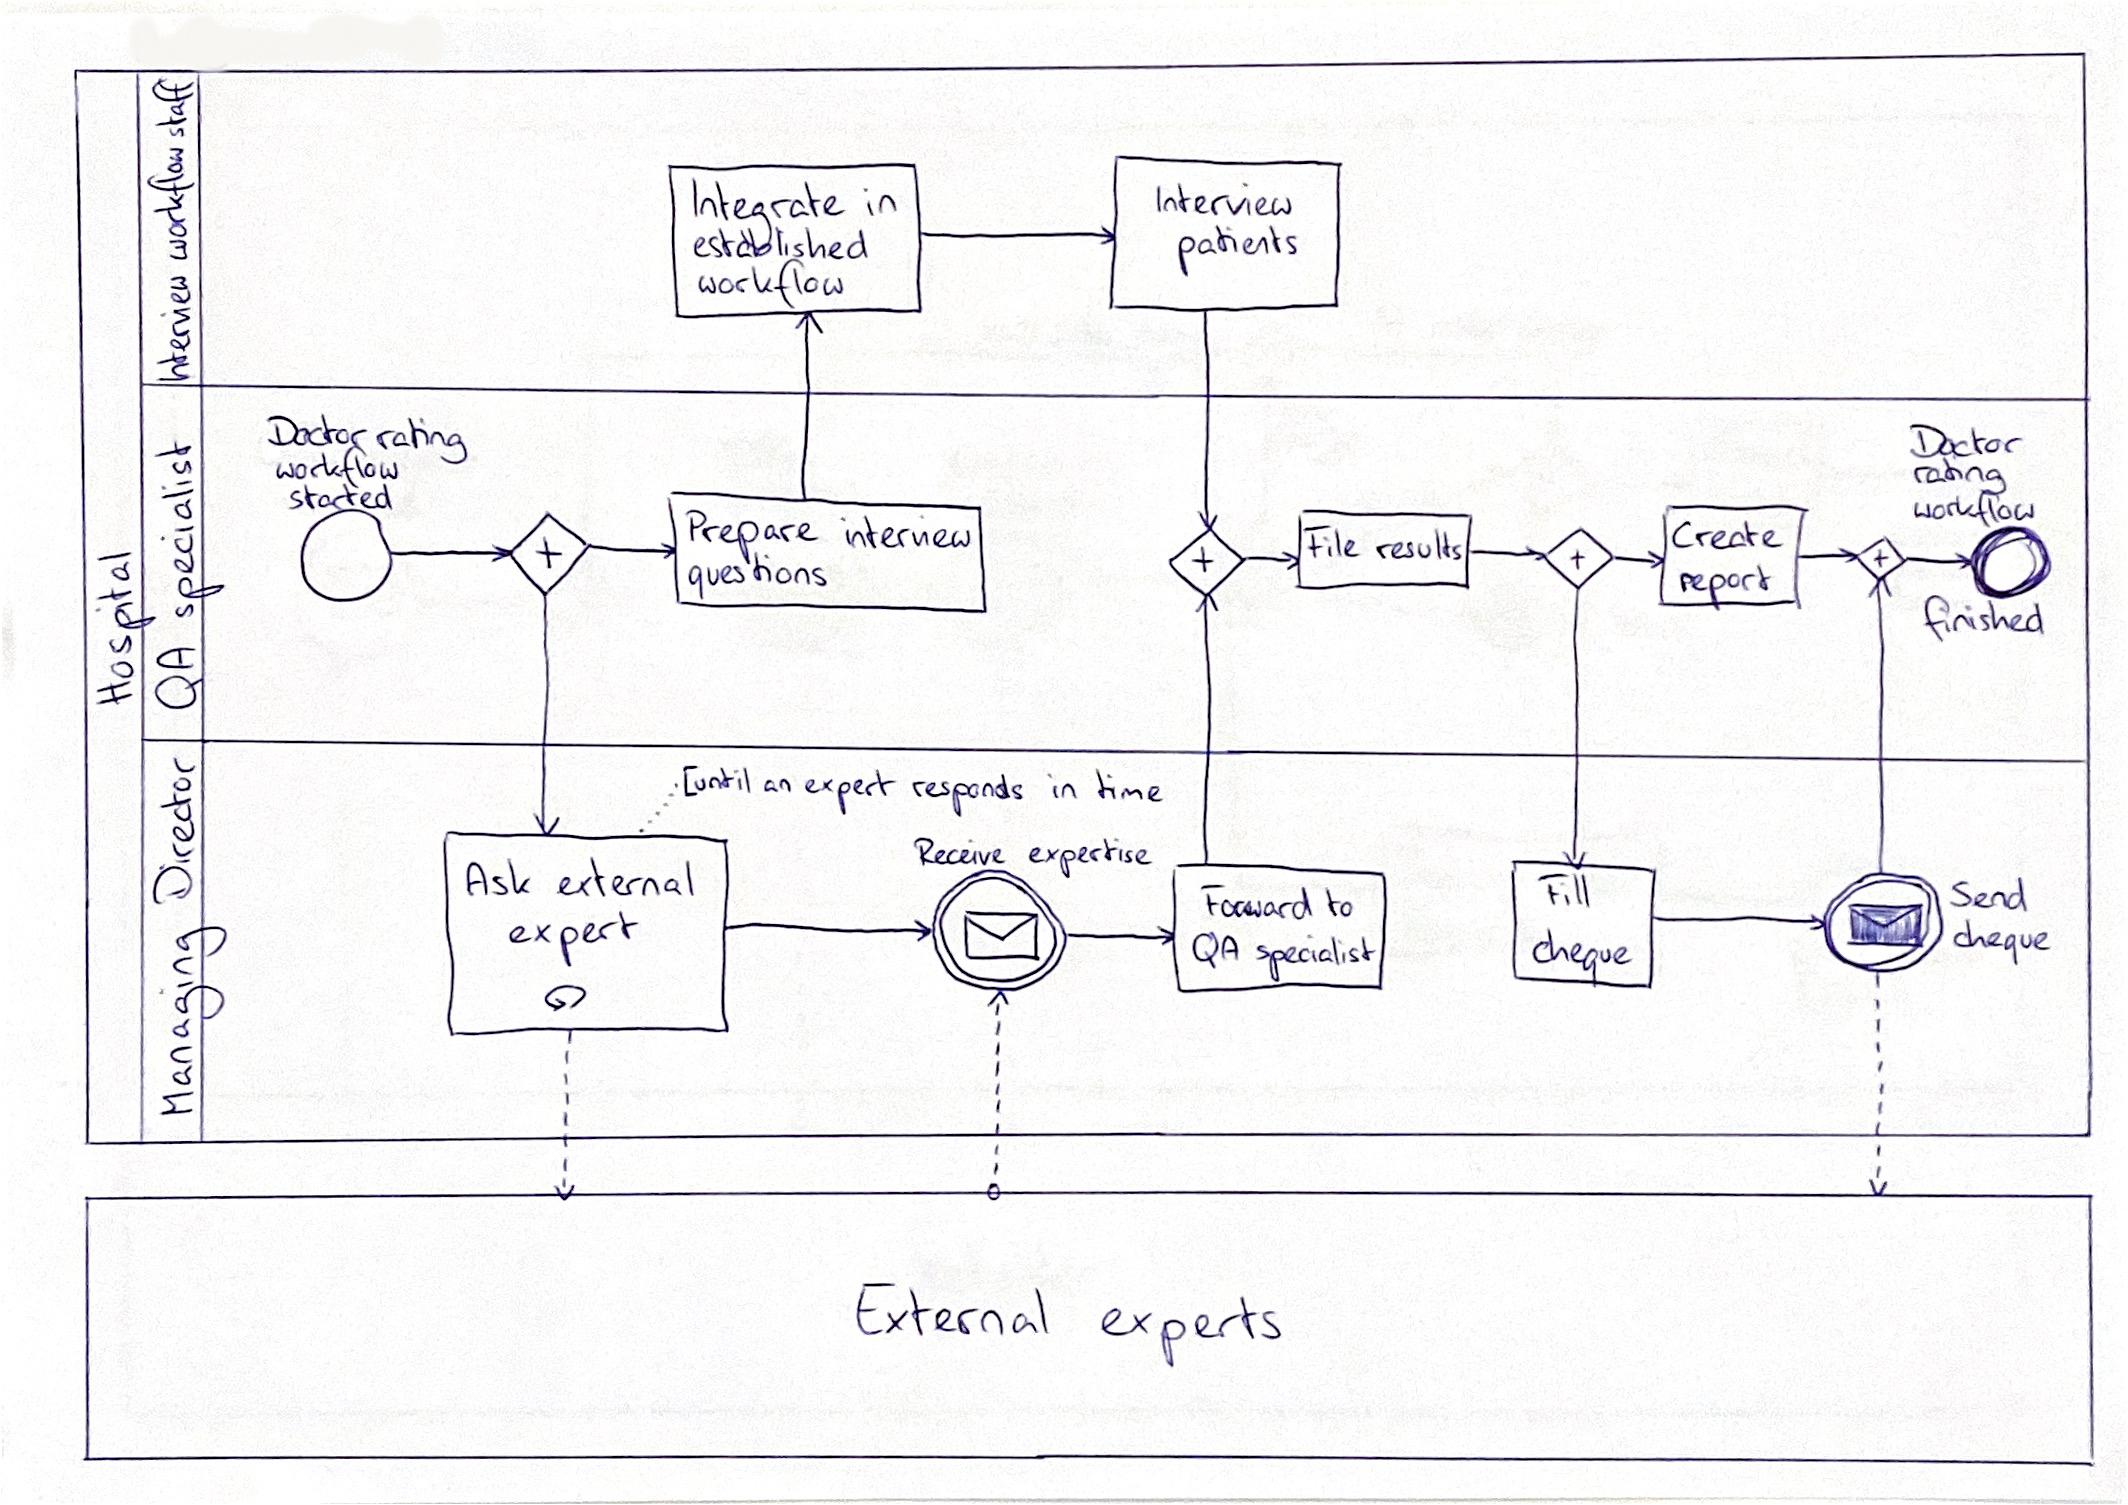 Hospital
Interview workflow staff
Integrate in
established
workflow
Interview
patients
QA specialist
Doctor rating
workflow
started
+
Prepare interview
questions
+
File results
+
Create
report
+
Doctor
rating
workflow
finished
Managing Director
until an expert responds in time
Ask external
expert
Receive expertise
Forward to
QA specialist
Fill
cheque
Send
cheque
External experts